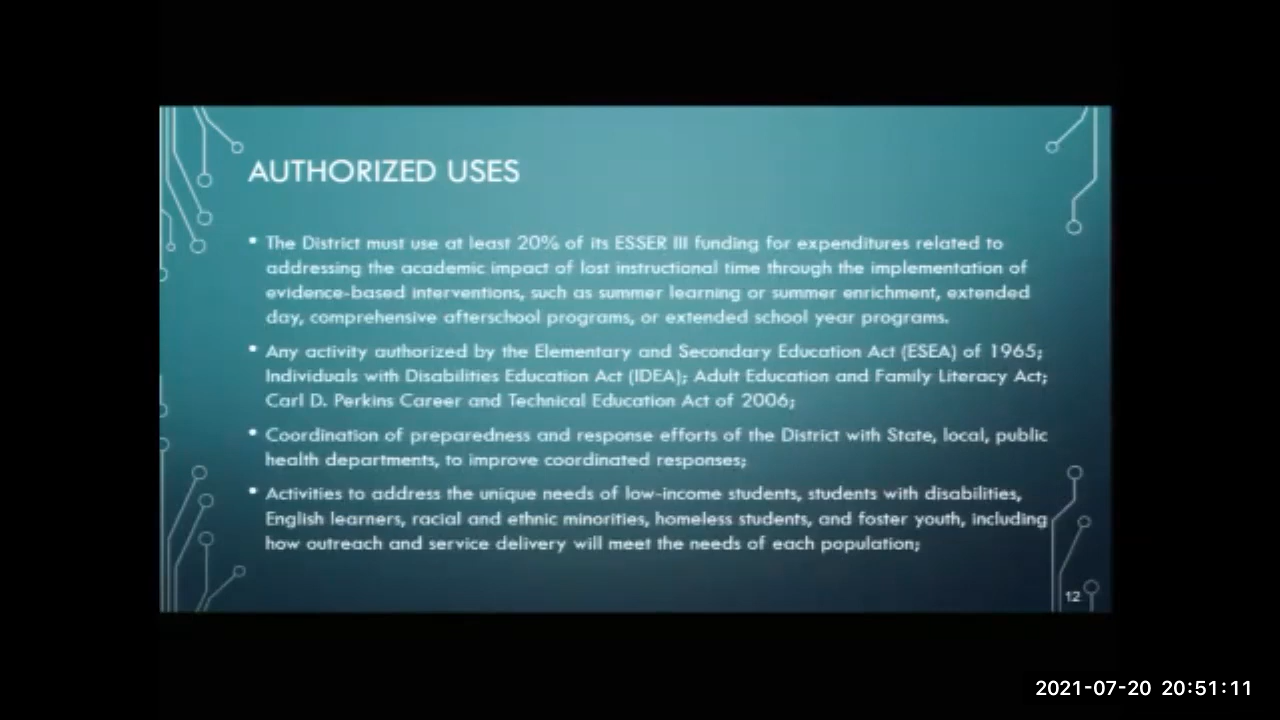 AUTHORIZED USES
• The District must use at least 20% of its ESSER III funding for expenditures related to
addressing the academic impact of lost instructional time through the implementation of
evidence-based interventions, such as summer learning or summer enrichment, extended
day, comprehensive afterschool programs, or extended school year programs.
• Any activity authorized by the Elementary and Secondary Education Act (ESEA) of 1965;
Individuals with Disabilities Education Act (IDEA); Adult Education and Family Literacy Act;
Carl D. Perkins Career and Technical Education Act of 2006;
• Coordination of preparedness and response efforts of the District with State, local, public
health departments, to improve coordinated responses;
• Activities to address the unique needs of low-income students, students with disabilities,
English learners, racial and ethnic minorities, homeless students, and foster youth, including
how outreach and service delivery will meet the needs of each population;
12
2021-07-20 20:51:11